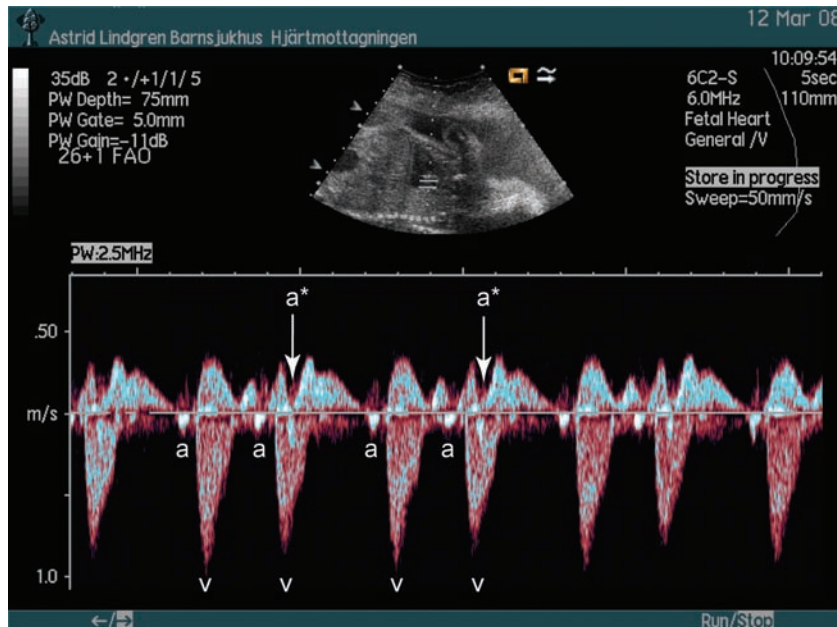 12 Mar 08
Astrid Lindgren Barnsjukhus Hjärtmottagningen
10:09:54
35dB 2 •/+1/1/ 5
PW Depth= 75mm
PW Gate= 5.0mm
PW Gain=-11dB
26+1 FAO
6C2-S 5sec
6.0MHz 110mm
Fetal Heart
General /V
Store in progress
Sweep=50mm/s
PW:2.5MHz
a* a*
.50
m/s
a a a a
1.0
v v v v
←/→ Run/Stop